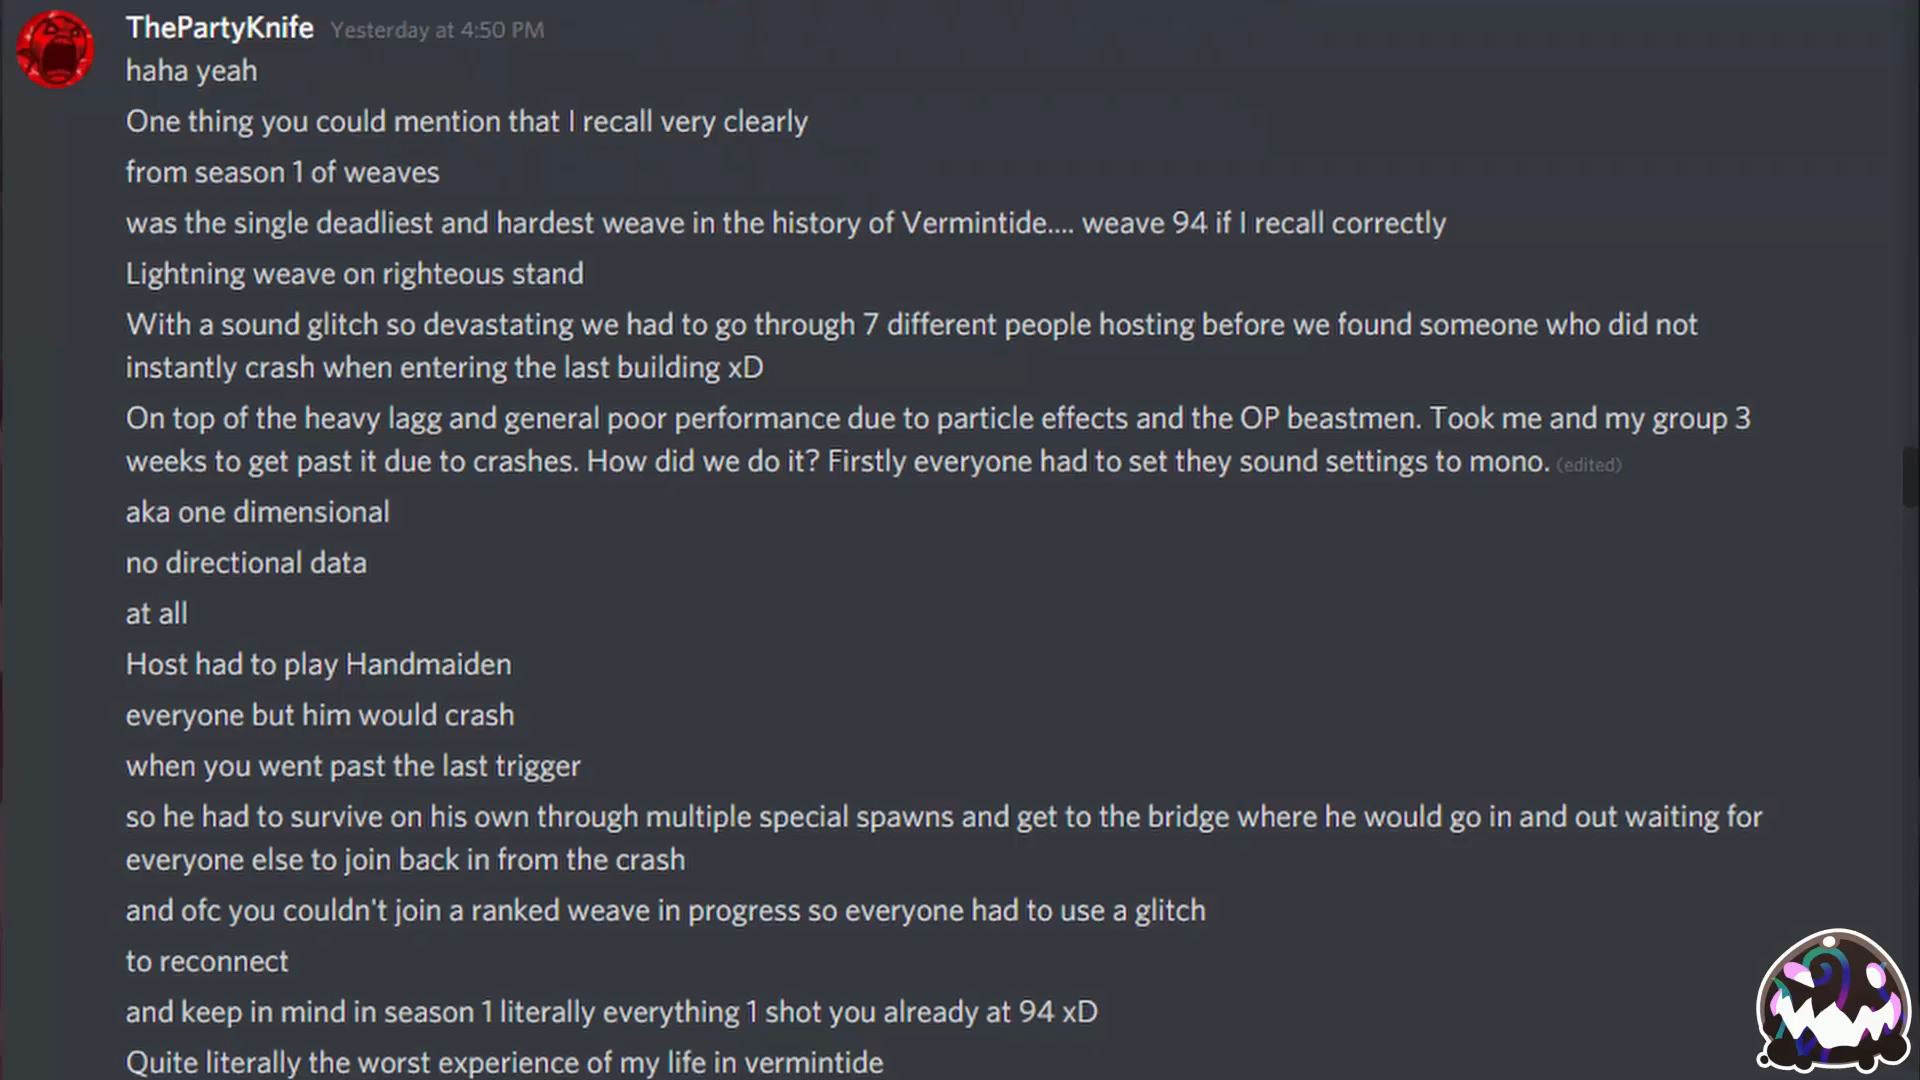 ThePartyKnife Yesterday at 4:50 PM
haha yeah
One thing you could mention that I recall very clearly
from season 1 of weaves
was the single deadliest and hardest weave in the history of Vermintide.... weave 94 if I recall correctly
Lightning weave on righteous stand
With a sound glitch so devastating we had to go through 7 different people hosting before we found someone who did not
instantly crash when entering the last building xD
On top of the heavy lagg and general poor performance due to particle effects and the OP beastmen. Took me and my group 3
weeks to get past it due to crashes. How did we do it? Firstly everyone had to set they sound settings to mono. (edited)
aka one dimensional
no directional data
at all
Host had to play Handmaiden
everyone but him would crash
when you went past the last trigger
so he had to survive on his own through multiple special spawns and get to the bridge where he would go in and out waiting for
everyone else to join back in from the crash
and ofc you couldn't join a ranked weave in progress so everyone had to use a glitch
to reconnect
and keep in mind in season 1 literally everything 1 shot you already at 94 xD
Quite literally the worst experience of my life in vermintide